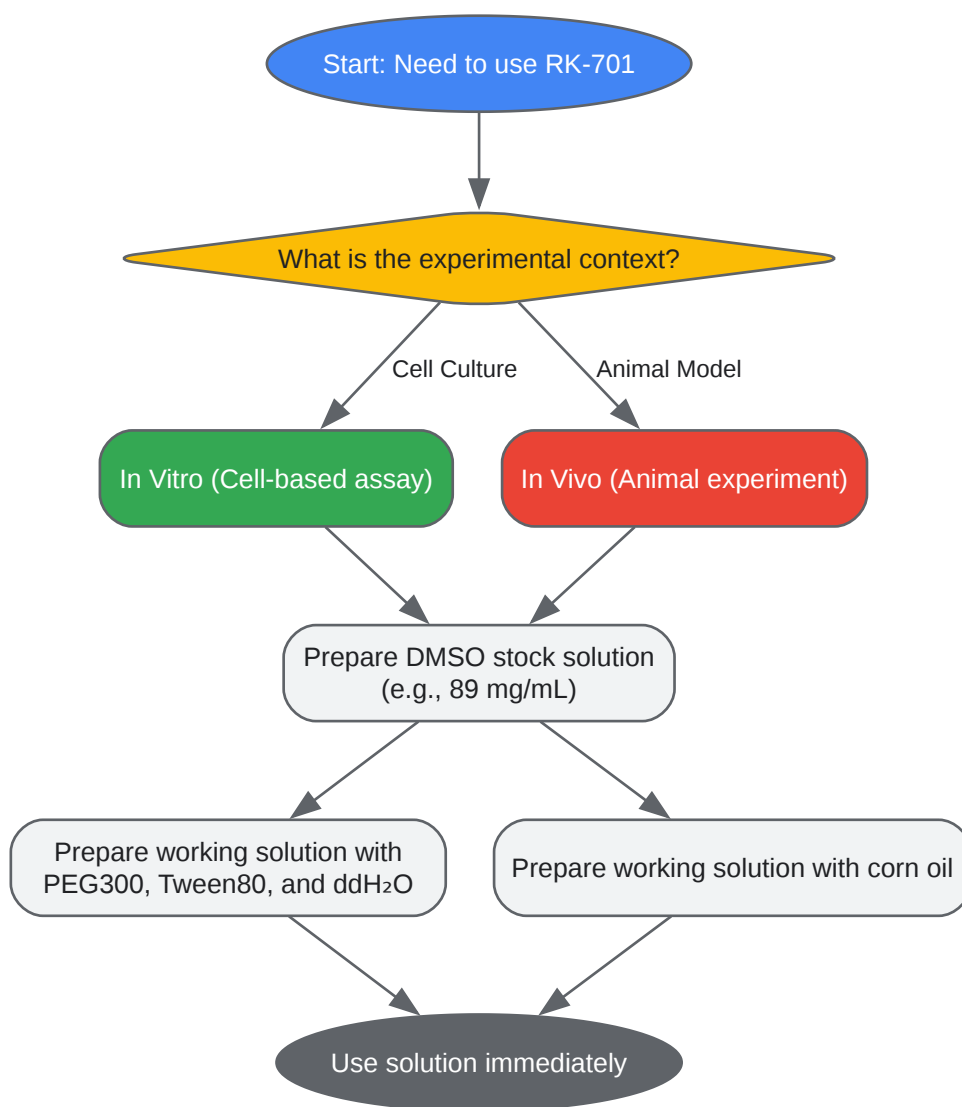 Start: Need to use RK-701
What is the experimental context?
Cell Culture
Animal Model
In Vitro (Cell-based assay)
In Vivo (Animal experiment)
Prepare DMSO stock solution
(e.g., 89 mg/mL)
Prepare working solution with
PEG300, Tween80, and ddH₂O
Prepare working solution with corn oil
Use solution immediately